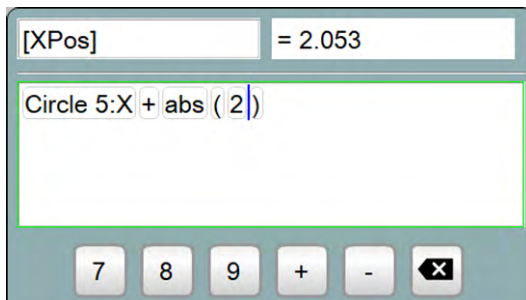 [XPos] = 2.053
Circle 5:X + abs ( 2 )
7 8 9 + -